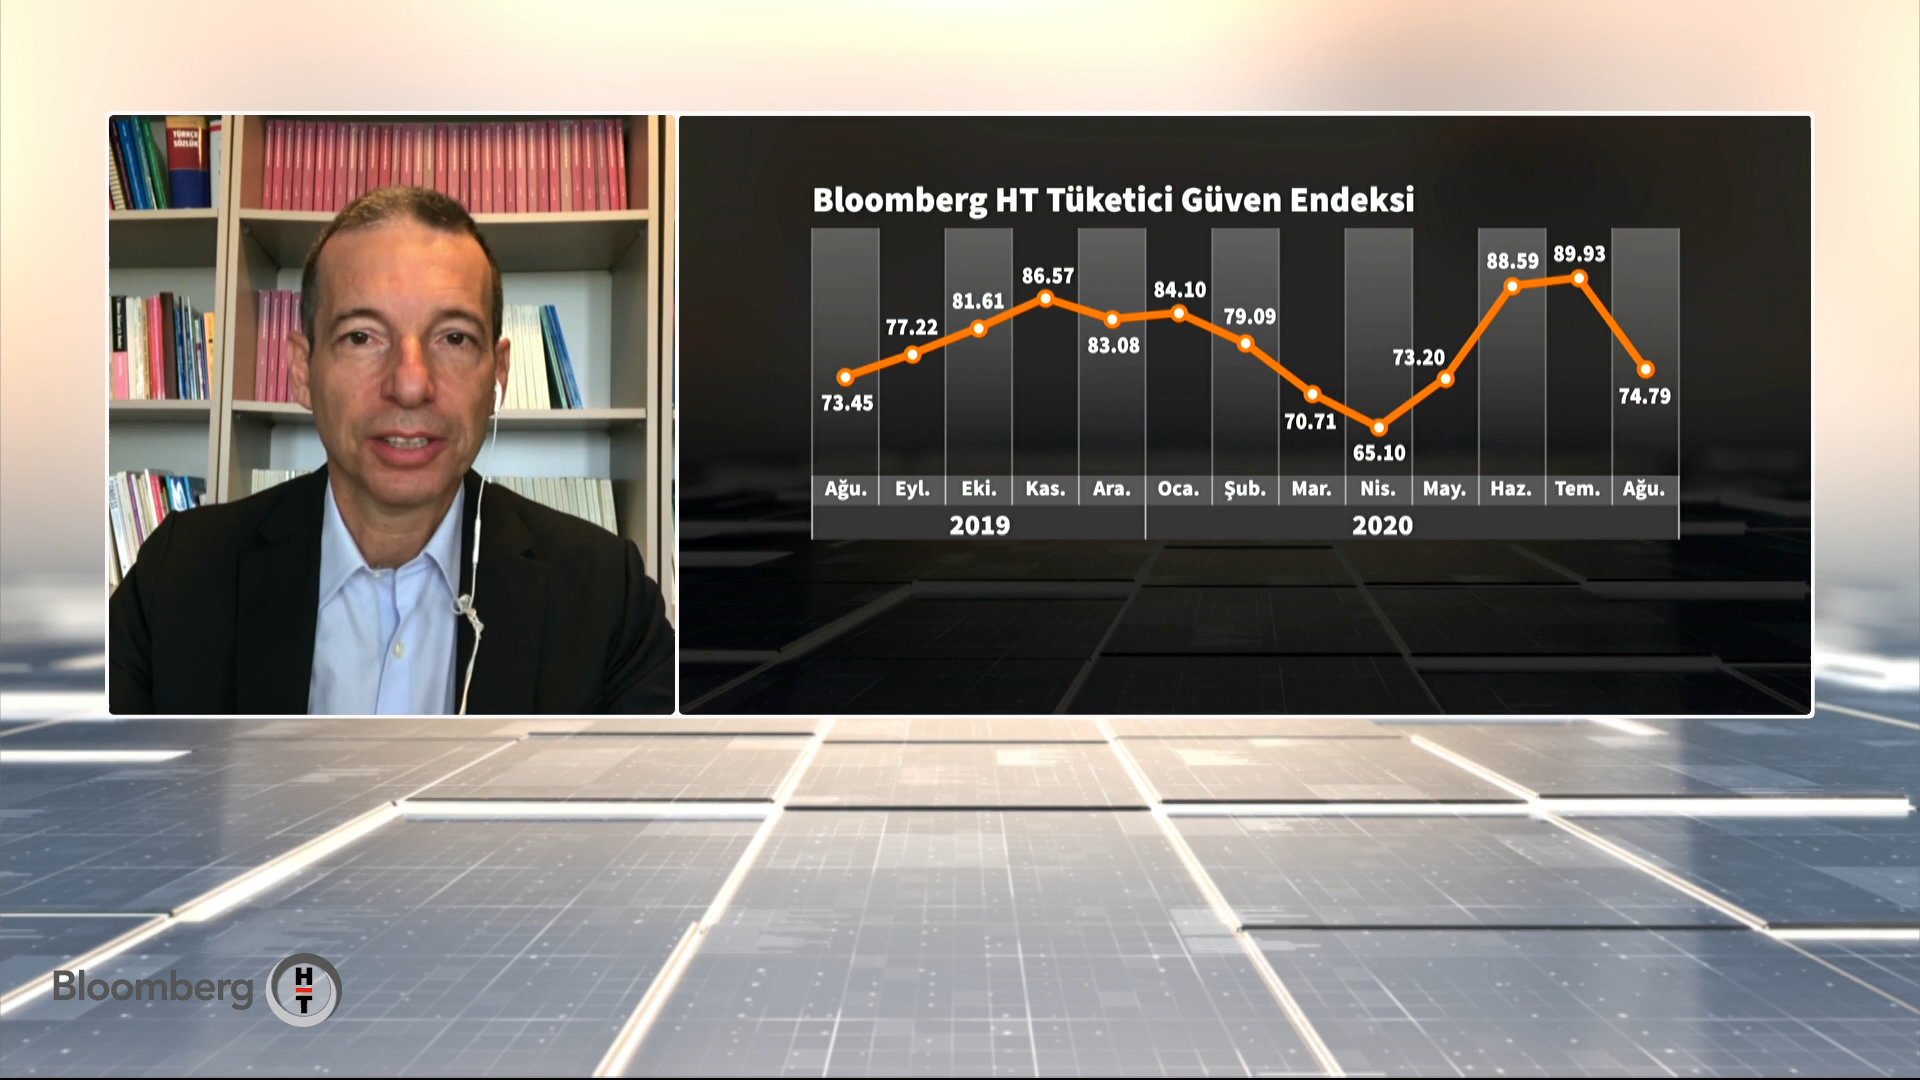 TÜRKÇE
SÖZLÜK
Bloomberg HT Tüketici Güven Endeksi
73.45
77.22
81.61
86.57
83.08
84.10
79.09
70.71
65.10
73.20
88.59
89.93
74.79
Ağu. Eyl. Eki. Kas. Ara. Oca. Şub. Mar. Nis. May. Haz. Tem. Ağu.
2019 2020
Bloomberg HT